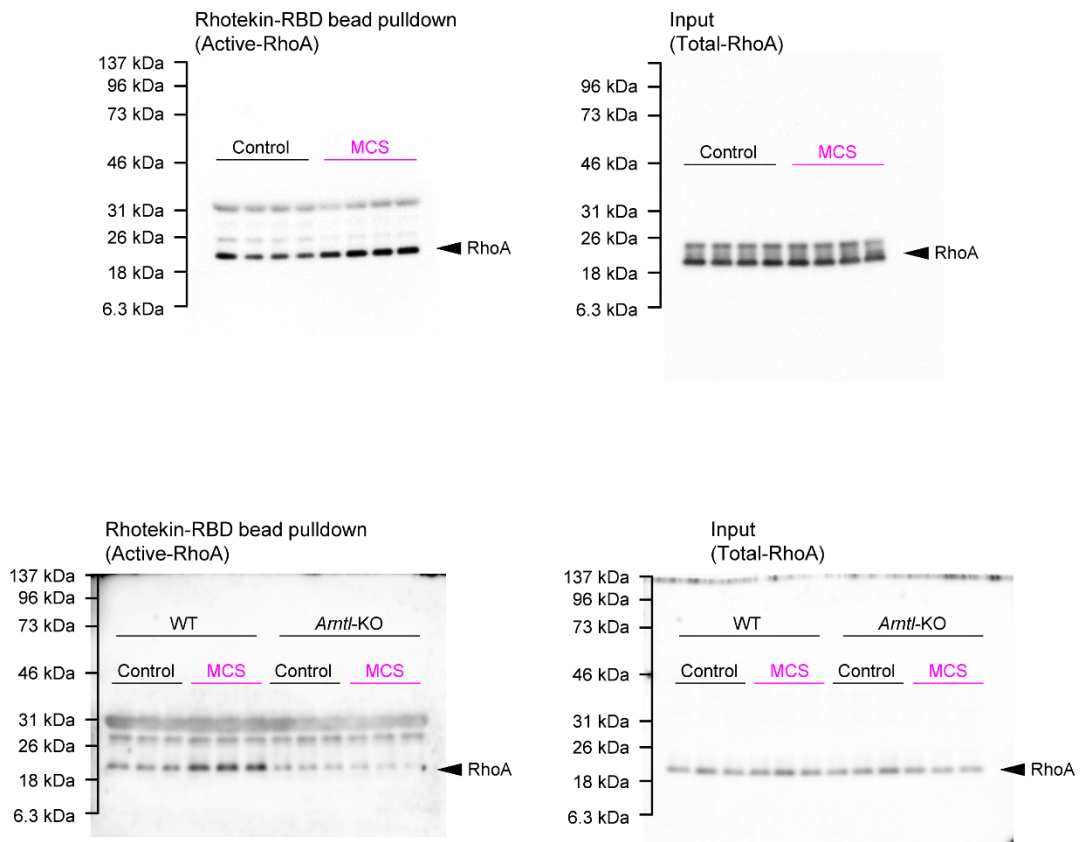 Rhotekin-RBD bead pulldown
(Active-RhoA)
137 kDa
96 kDa
73 kDa
46 kDa
31 kDa
26 kDa
18 kDa
6.3 kDa
Control
MCS
RhoA
Input
(Total-RhoA)
96 kDa
73 kDa
46 kDa
31 kDa
26 kDa
18 kDa
6.3 kDa
Control
MCS
RhoA
Rhotekin-RBD bead pulldown
(Active-RhoA)
137 kDa
96 kDa
73 kDa
46 kDa
31 kDa
26 kDa
18 kDa
6.3 kDa
WT
Arntl-KO
Control
MCS
Control
MCS
RhoA
Input
(Total-RhoA)
137 kDa
96 kDa
73 kDa
46 kDa
31 kDa
26 kDa
18 kDa
6.3 kDa
WT
Arntl-KO
Control
MCS
Control
MCS
RhoA